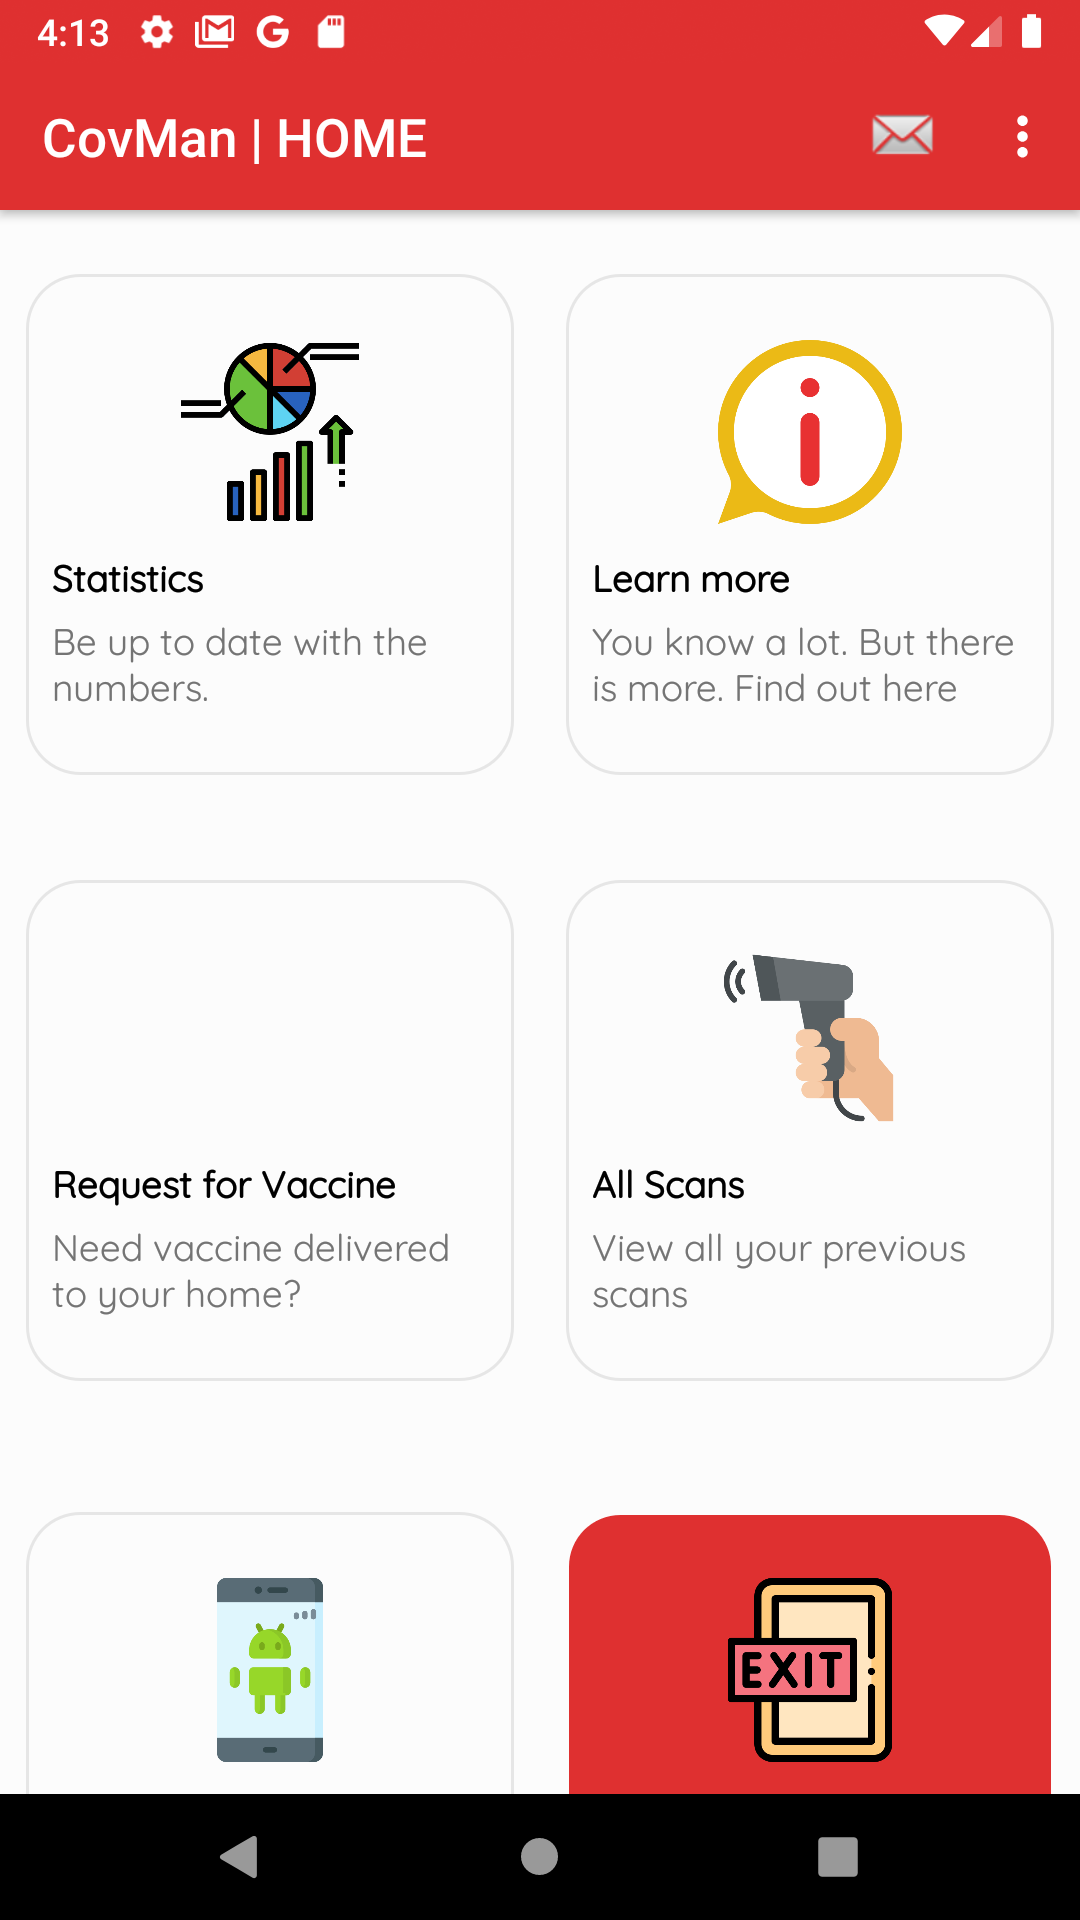 4:13
CovMan | HOME
Statistics
Be up to date with the
numbers.
Learn more
You know a lot. But there
is more. Find out here
Request for Vaccine
Need vaccine delivered
to your home?
All Scans
View all your previous
scans
EXIT